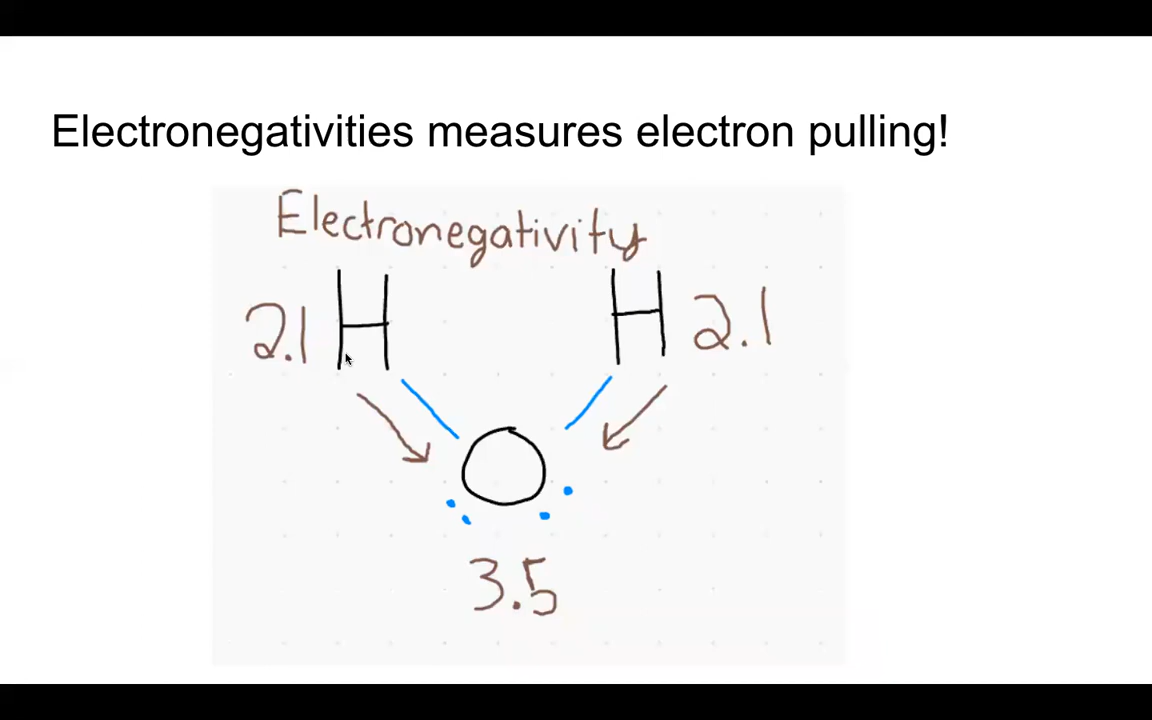 Electronegativities measures electron pulling!
Electronegativity
2.1 H H 2.1
O
3.5